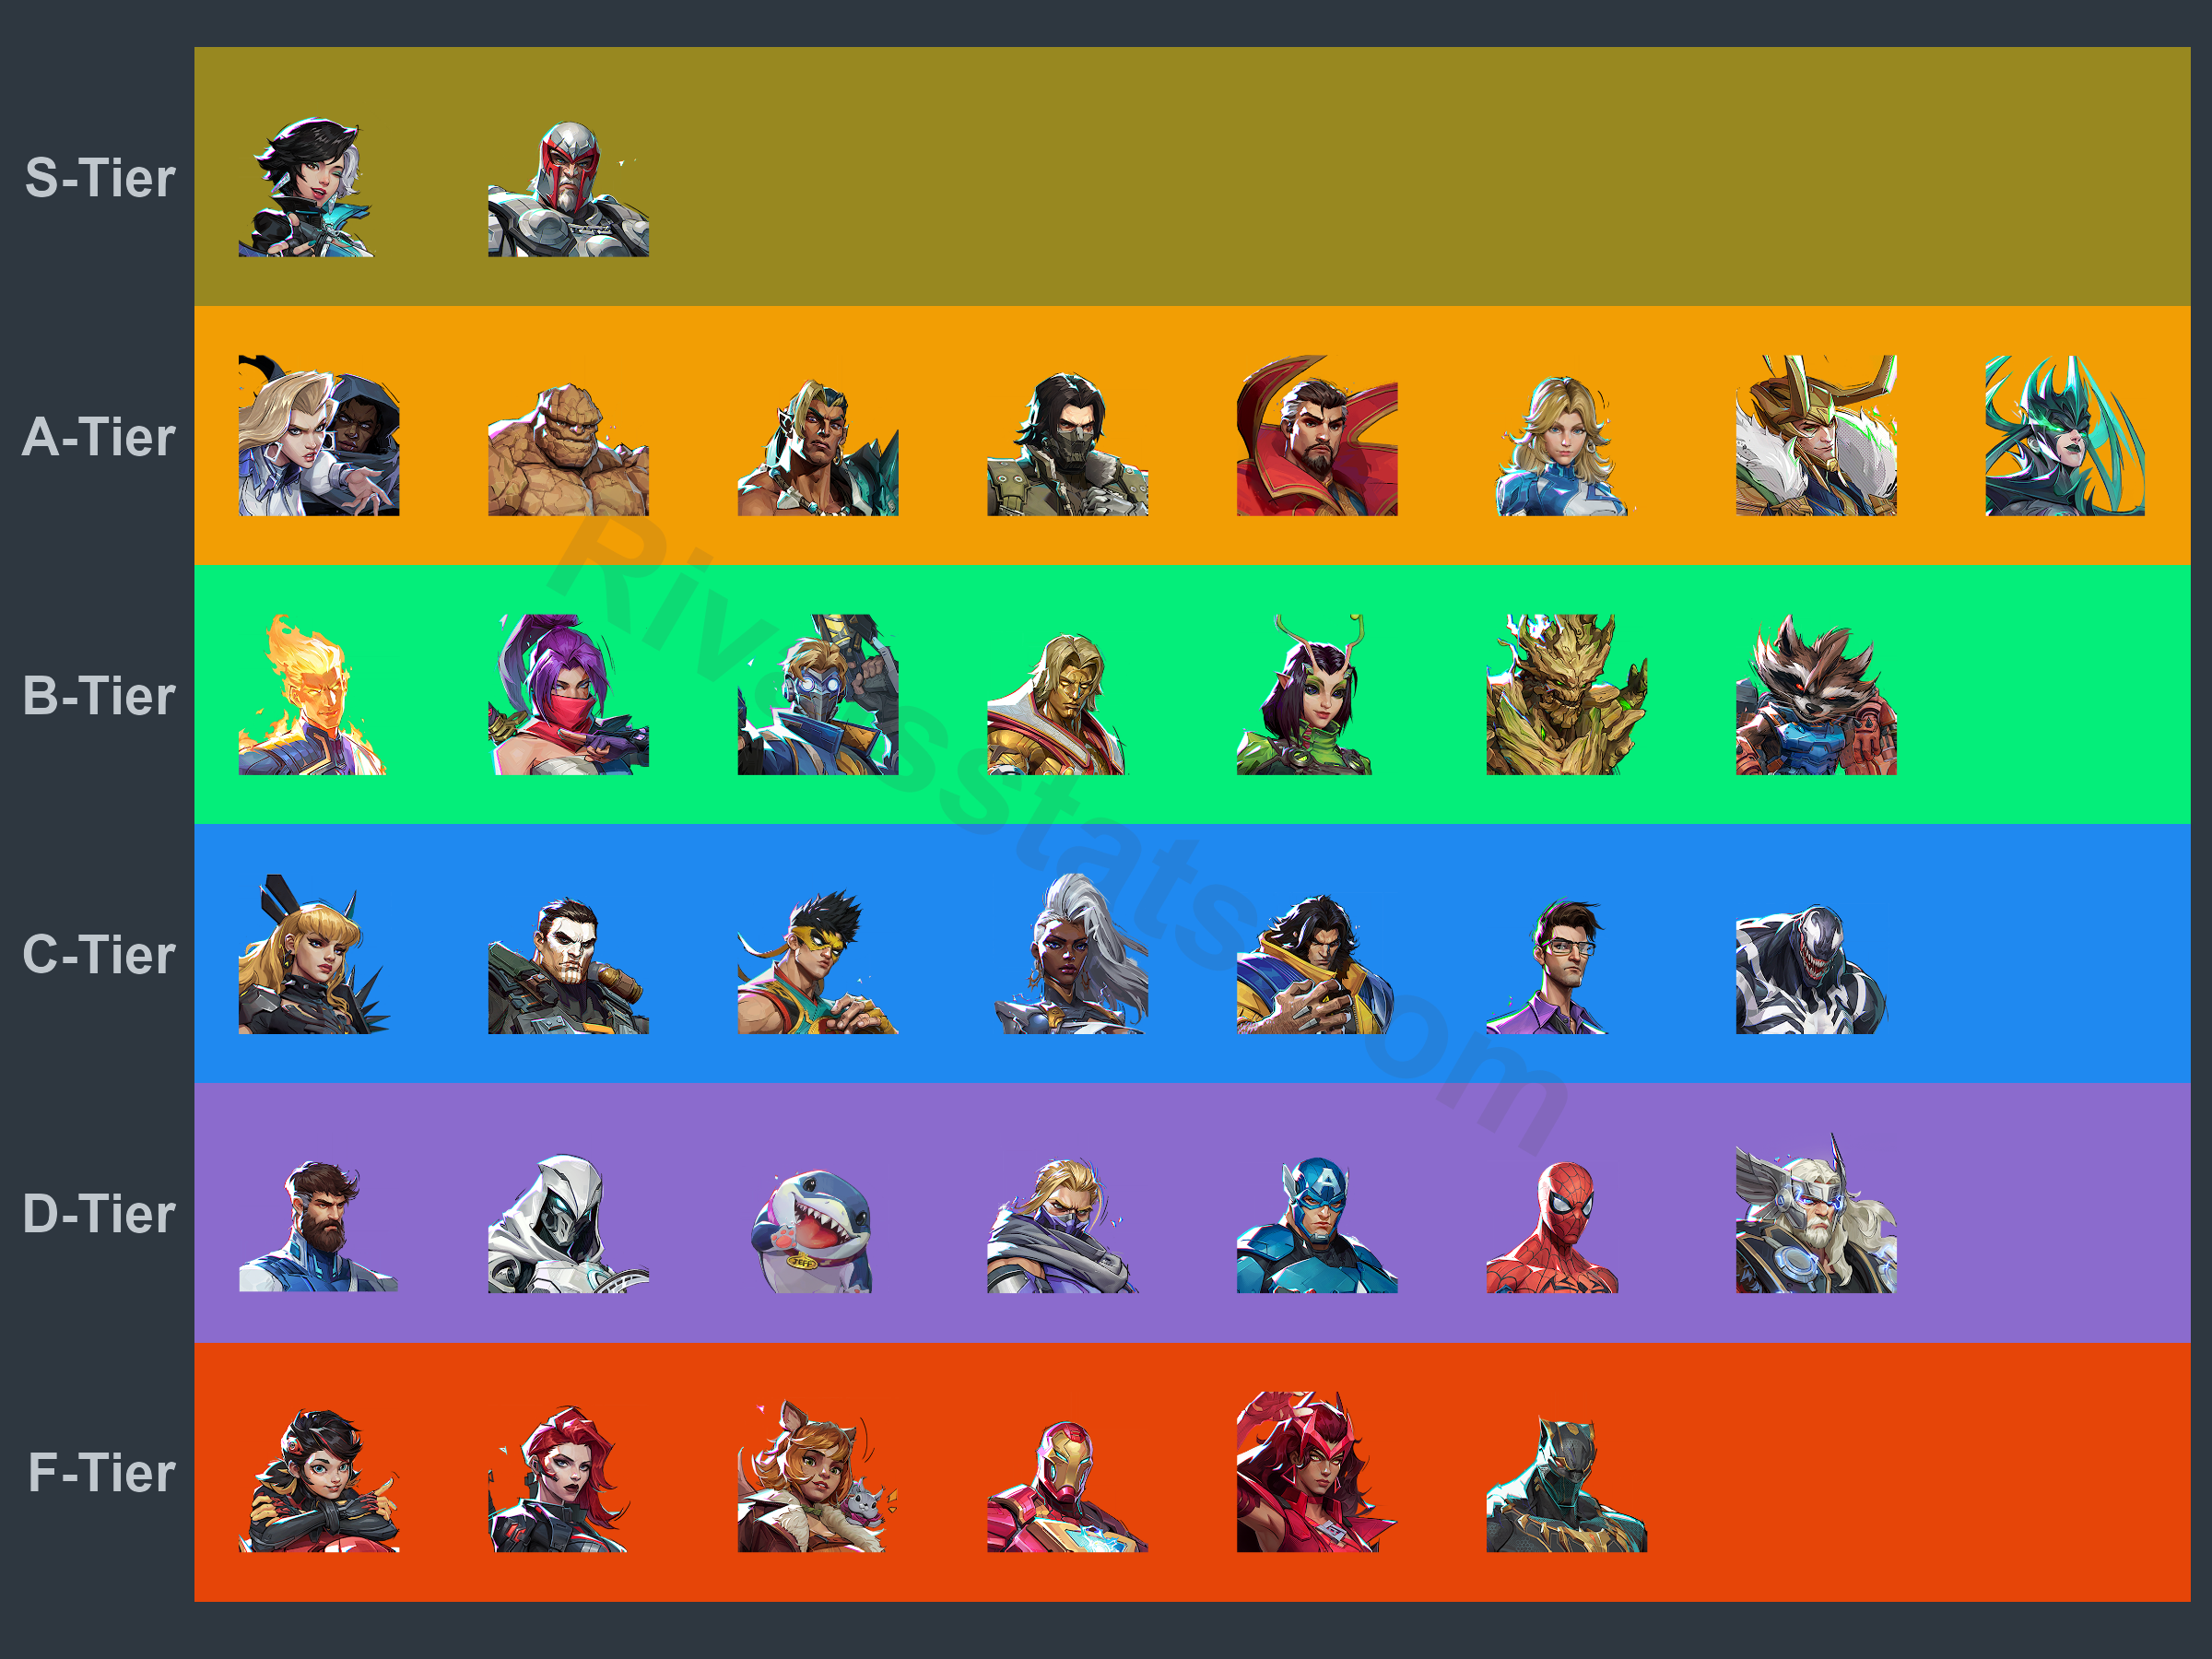 S-Tier
A-Tier
B-Tier
C-Tier
D-Tier
F-Tier
Rivalsstats.com
A
JEFF